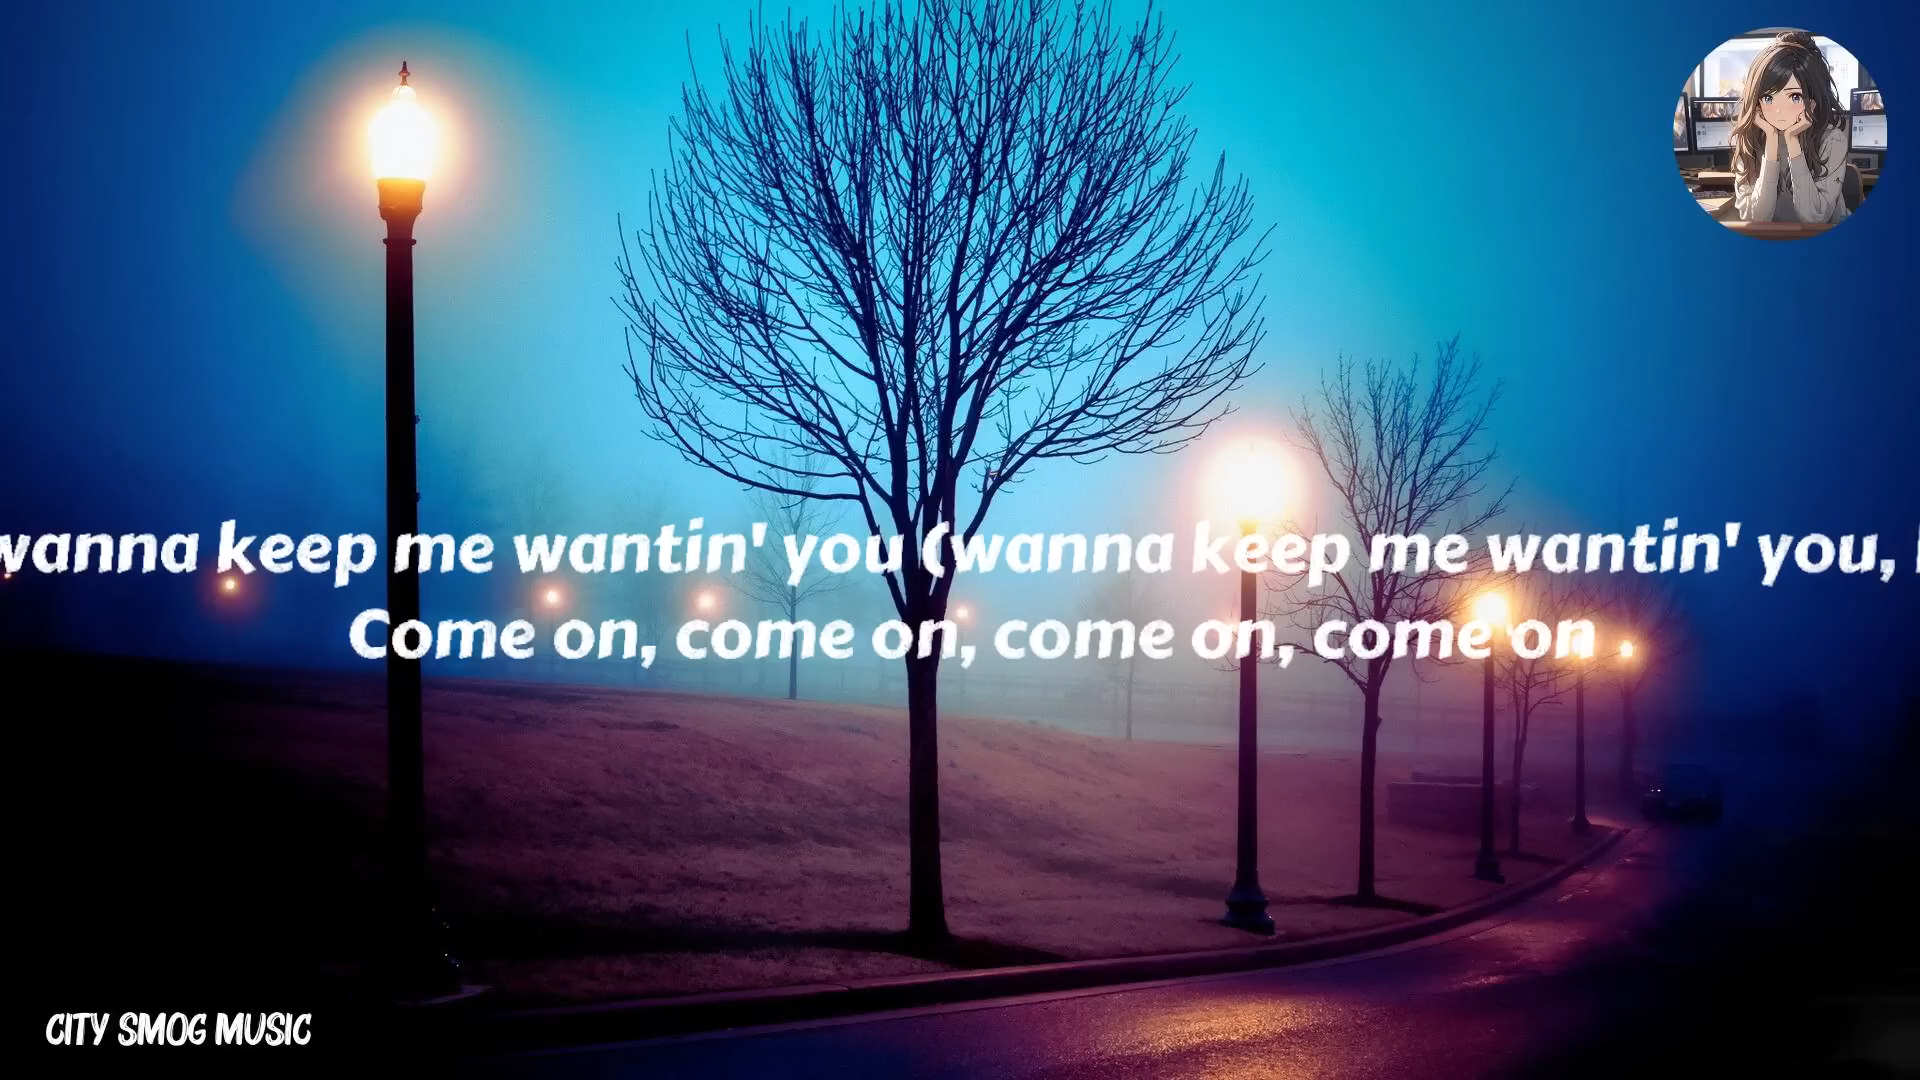 wanna keep me wantin' you (wanna keep me wantin' you,
Come on, come on, come on, come on .
CITY SMOG MUSIC